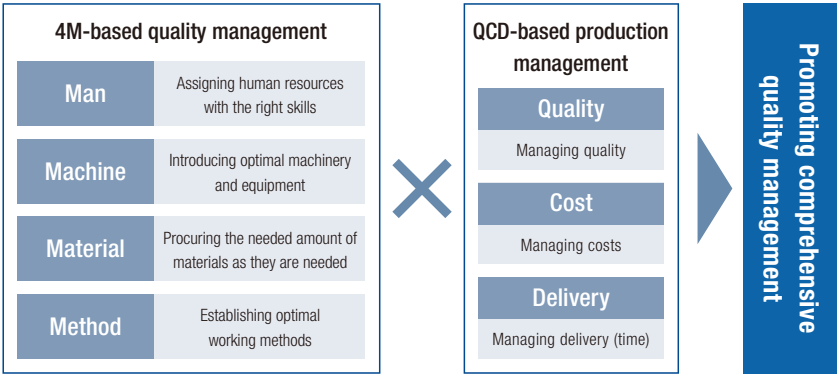 4M-based quality management
Man
Assigning human resources
with the right skills
Machine
Introducing optimal machinery
and equipment
Material
Procuring the needed amount of
materials as they are needed
Method
Establishing optimal
working methods
QCD-based production
management
Quality
Managing quality
Cost
Managing costs
Delivery
Managing delivery (time)
Promoting comprehensive
quality management